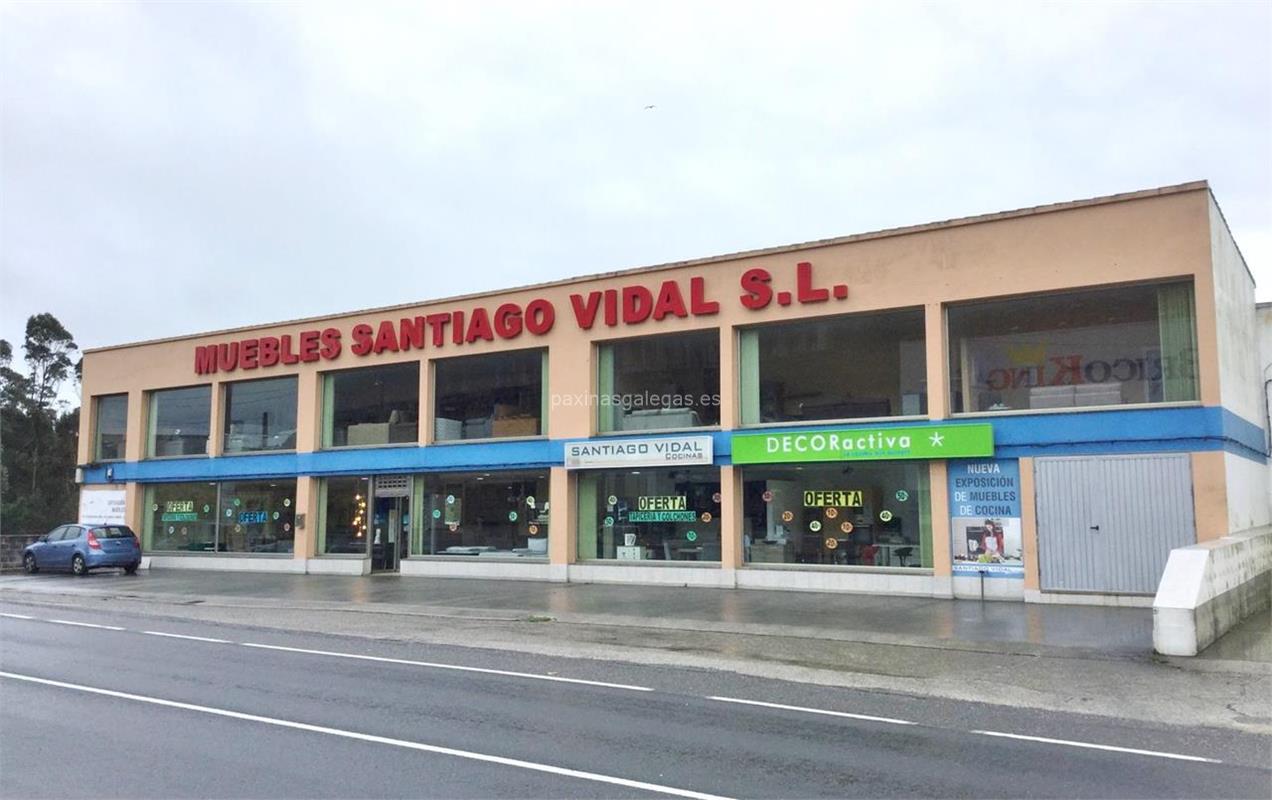 MUEBLES SANTIAGO VIDAL S.L.
paxinasgalegas.es
BRICOKING
SANTIAGO VIDAL
COCINAS
DECORactiva
OFERTA
OFERTA
OFERTA
TAPICERIA Y COLCHONES
OFERTA
NUEVA
EXPOSICIÓN
DE MUEBLES
DE COCINA
SANTIAGO VIDAL